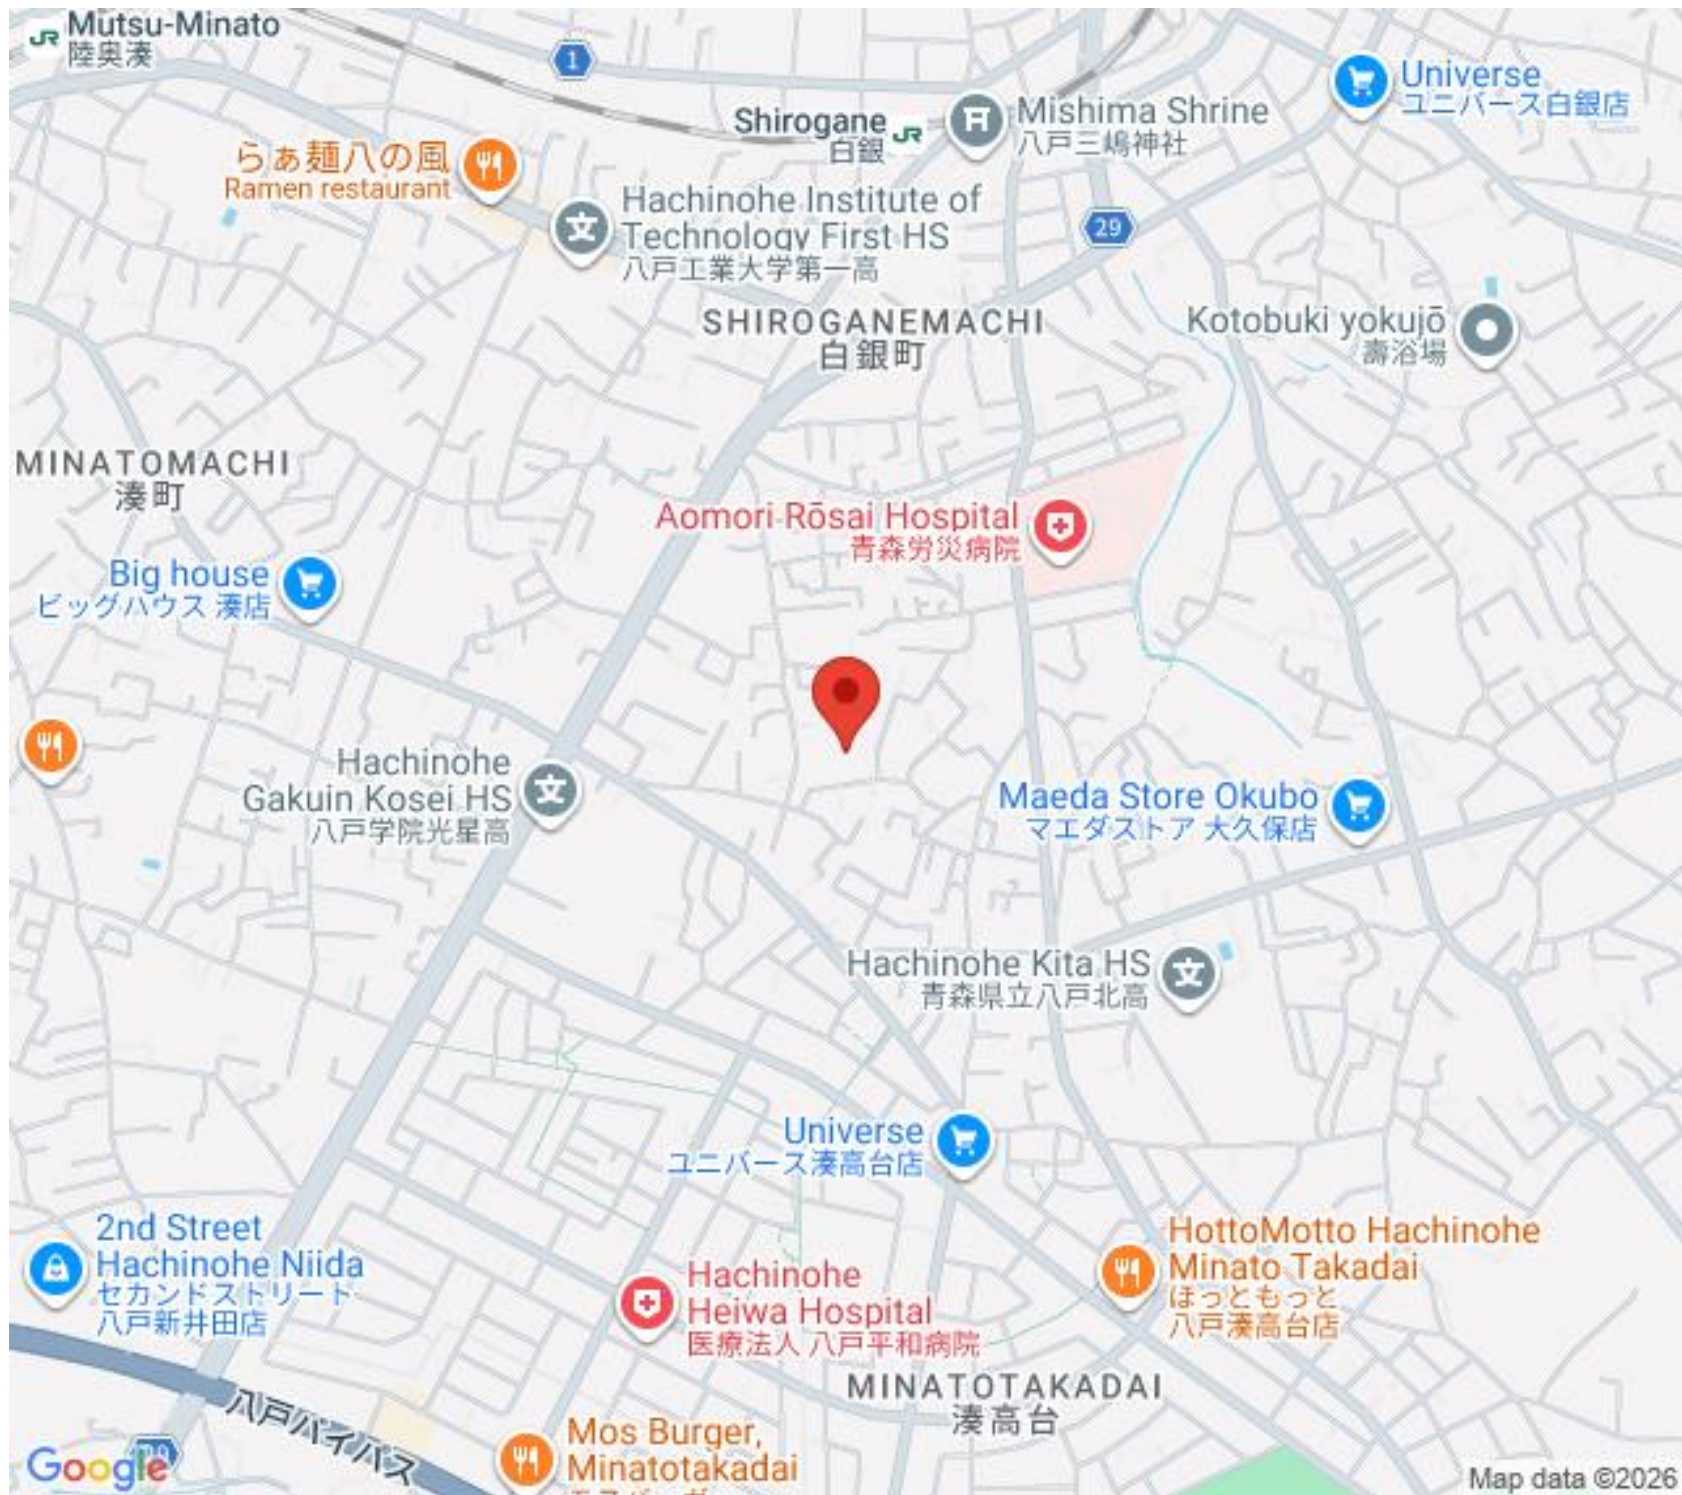 Mutsu-Minato
陸奥湊
1
Universe
ユニバース白銀店
Shirogane
白銀
Mishima Shrine
八戸三嶋神社
らぁ麺八の風
Ramen restaurant
Hachinohe Institute of
Technology First HS
八戸工業大学第一高
29
SHIROGANEMACHI
白銀町
Kotobuki yokujō
壽浴場
MINATOMACHI
湊町
Aomori Rōsai Hospital
青森労災病院
Big house
ビッグハウス 湊店
Hachinohe
Gakuin Kosei HS
八戸学院光星高
Maeda Store Okubo
マエダストア 大久保店
Hachinohe Kita HS
青森県立八戸北高
Universe
ユニバース湊高台店
2nd Street
Hachinohe Niida
セカンドストリート
八戸新井田店
HottoMotto Hachinohe
Minato Takadai
ほっともっと
八戸湊高台店
Hachinohe
Heiwa Hospital
医療法人 八戸平和病院
MINATOTAKADAI
湊高台
八戸バイパス
Mos Burger,
Minatotakadai
Google
Map data ©2026